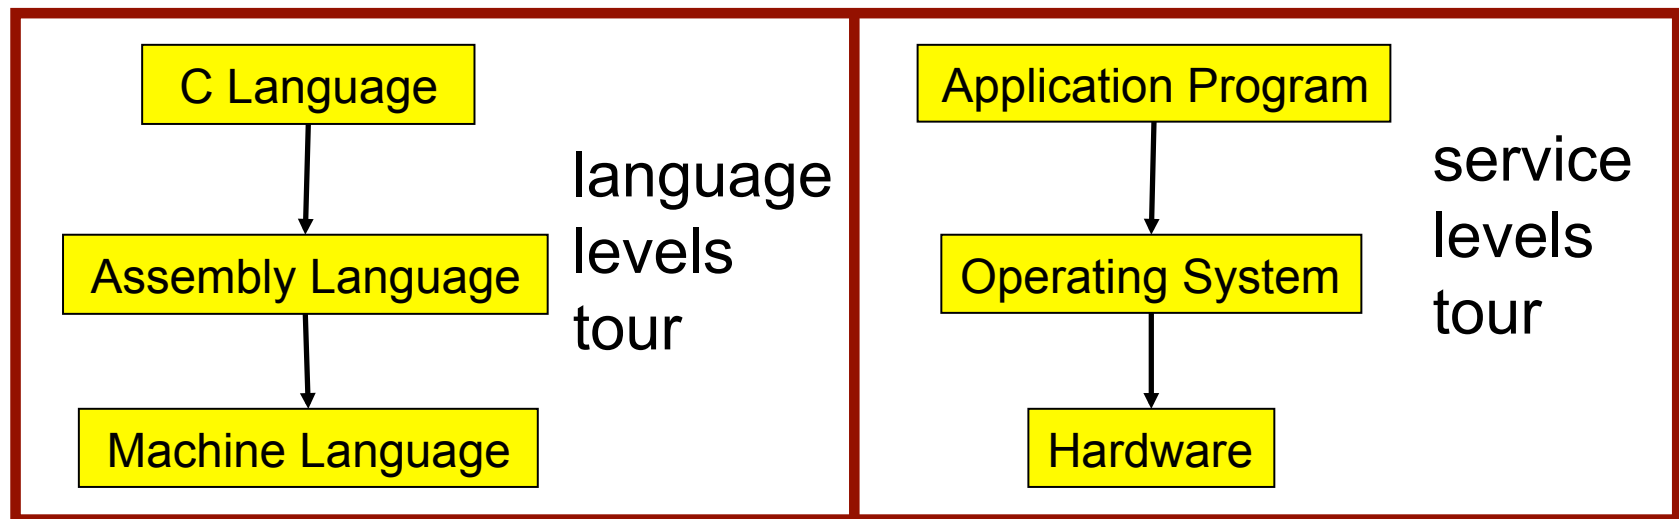 C Language
Assembly Language
Machine Language
language
levels
tour
Application Program
Operating System
Hardware
service
levels
tour